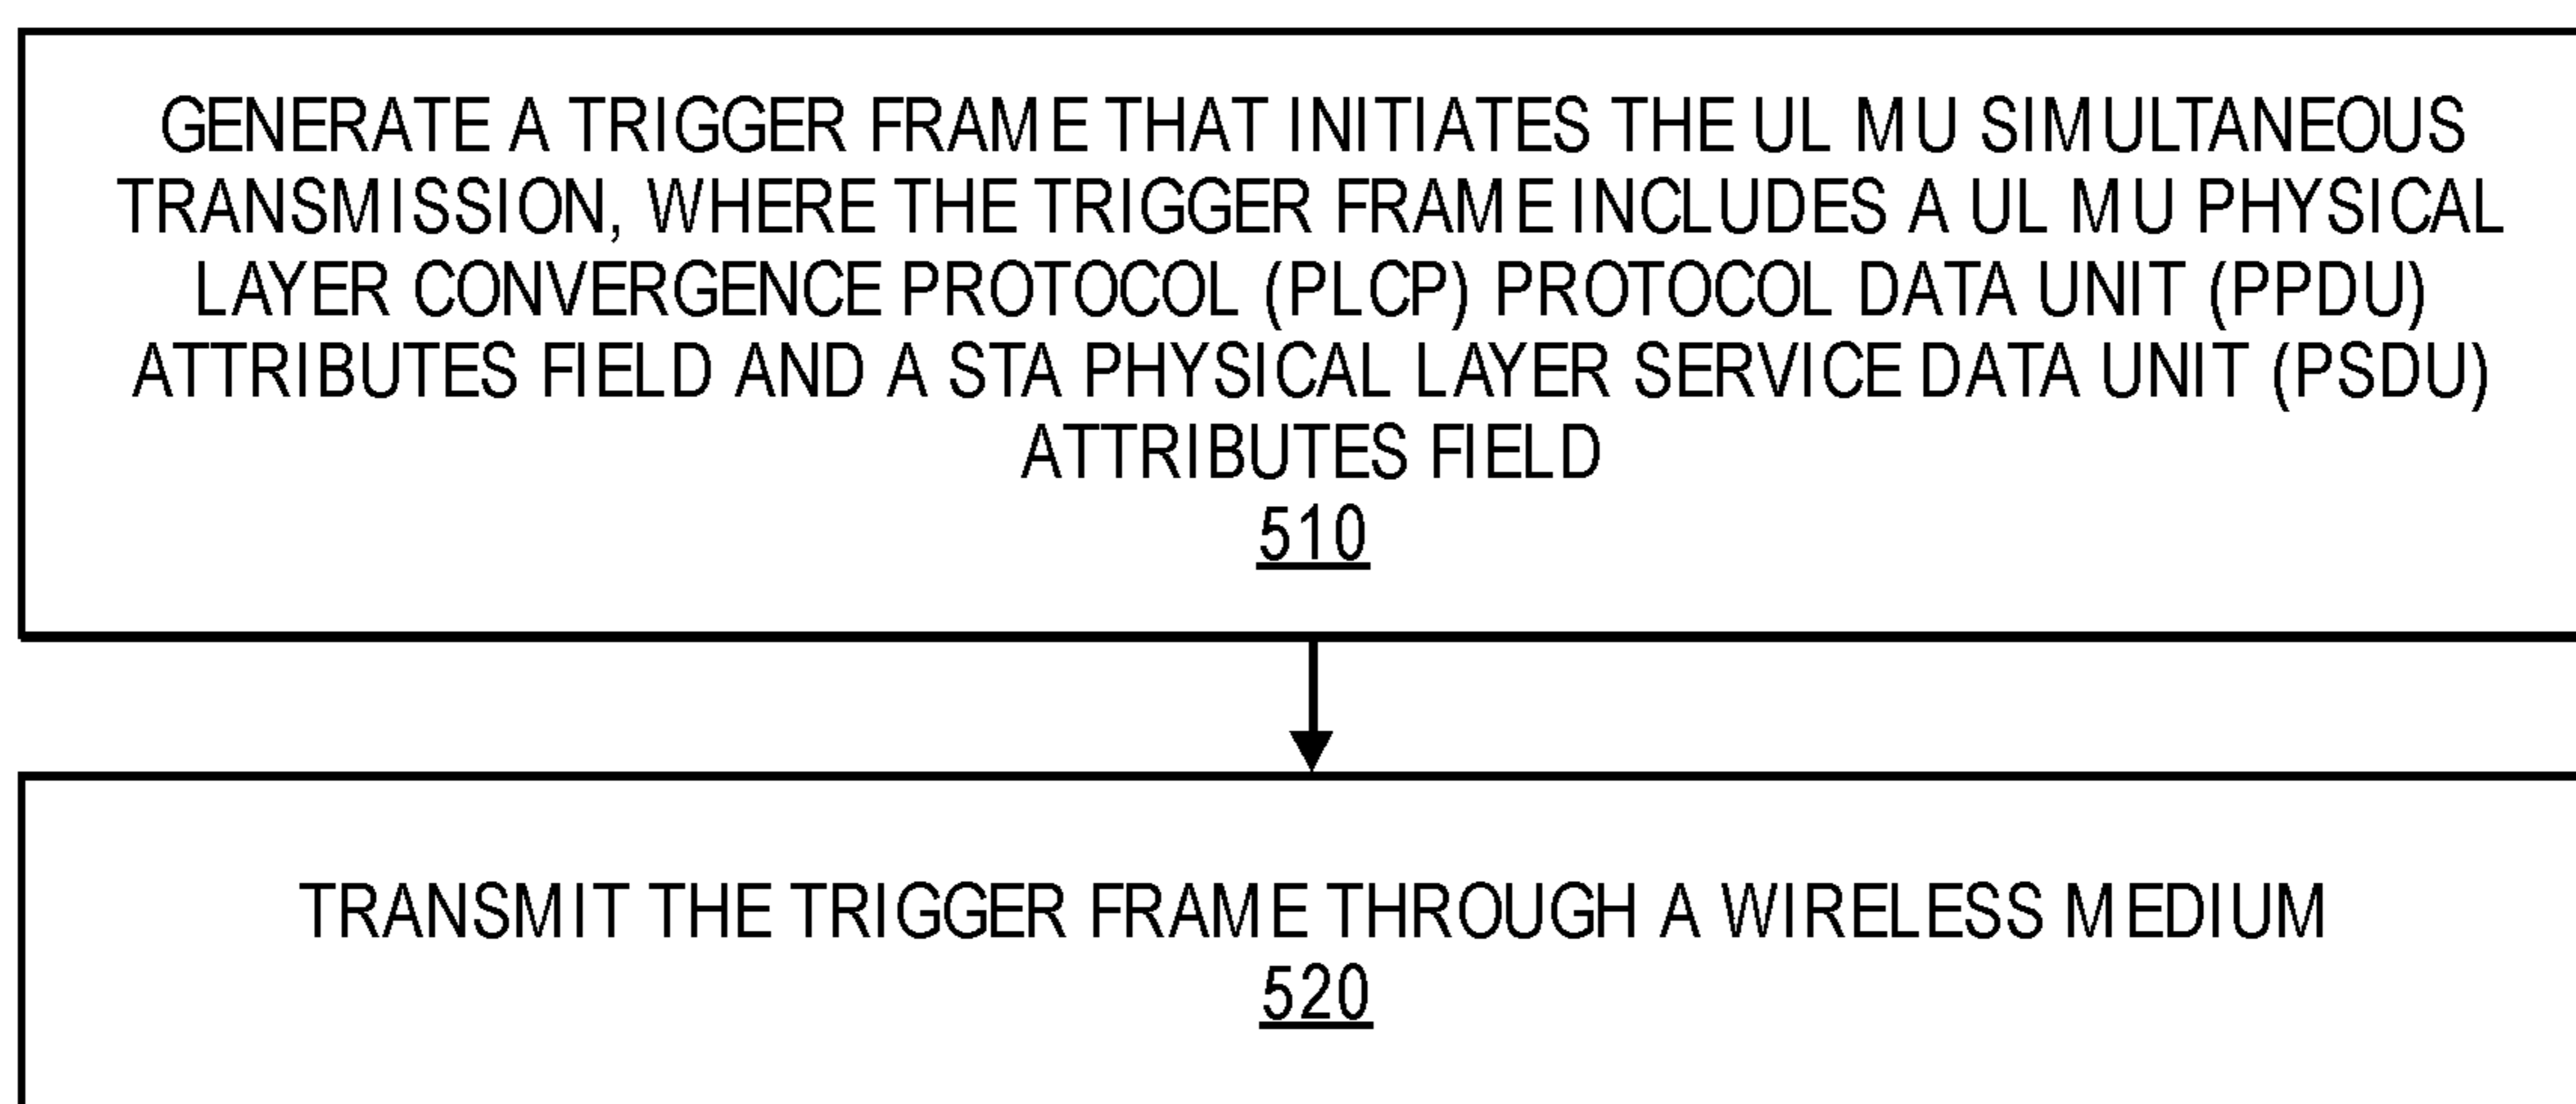 GENERATE A TRIGGER FRAME THAT INITIATES THE UL MU SIMULTANEOUS
TRANSMISSION, WHERE THE TRIGGER FRAME INCLUDES A UL MU PHYSICAL
LAYER CONVERGENCE PROTOCOL (PLCP) PROTOCOL DATA UNIT (PPDU)
ATTRIBUTES FIELD AND A STA PHYSICAL LAYER SERVICE DATA UNIT (PSDU)
ATTRIBUTES FIELD
510
TRANSMIT THE TRIGGER FRAME THROUGH A WIRELESS MEDIUM
520